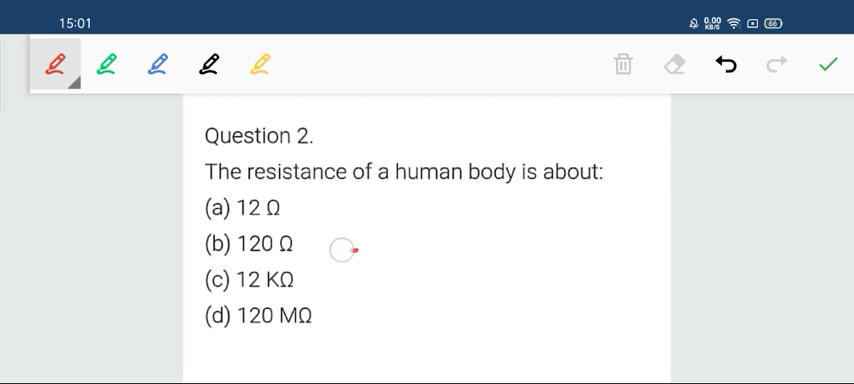 15:01
0.00
KB/S
66
Question 2.
The resistance of a human body is about:
(a) 12 Ω
(b) 120 Ω
(c) 12 KΩ
(d) 120 MΩ